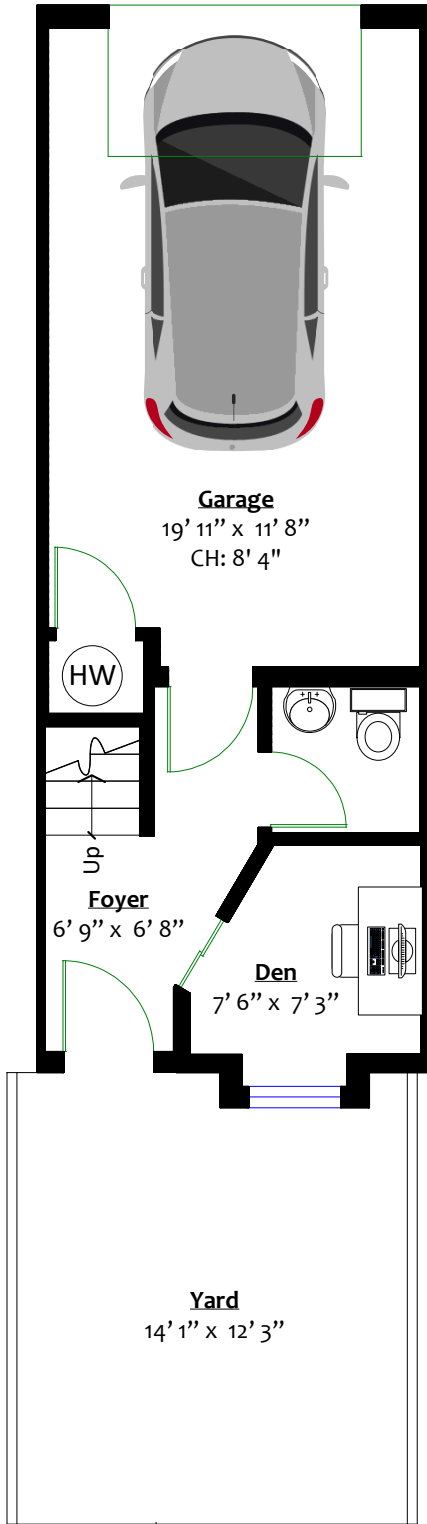 Garage
19’ 11” x 11’ 8”
CH: 8' 4"
HW
Up
Foyer
6’ 9” x 6’ 8”
Den
7’ 6” x 7’ 3”
Yard
14’ 1” x 12’ 3”